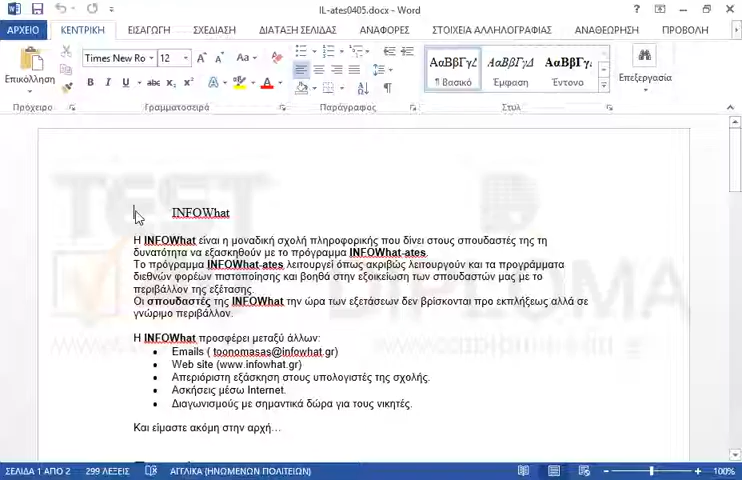 IL-ates0405.docx - Word
ΑΡΧΕΙΟ ΚΕΝΤΡΙΚΗ ΕΙΣΑΓΩΓΗ ΣΧΕΔΙΑΣΗ ΔΙΑΤΑΞΗ ΣΕΛΙΔΑΣ ΑΝΑΦΟΡΕΣ ΣΤΟΙΧΕΙΑ ΑΛΛΗΛΟΓΡΑΦΙΑΣ ΑΝΑΘΕΩΡΗΣΗ ΠΡΟΒΟΛΗ
Times New Ro 12
Επικόλληση
B I U abc x₂ x²
ΑαΒβΓγΔ ΑαΒβΓγΔ ΑαΒβΓγΔ
¶ Βασικό Έμφαση Έντονο
Επεξεργασία
Πρόχειρο Γραμματοσειρά Παράγραφος Στυλ
TEST
DIPLOMA
INFOWhat
Η INFOWhat είναι η μοναδική σχολή πληροφορικής που δίνει στους σπουδαστές της τη
δυνατότητα να εξασκηθούν με το πρόγραμμα INFOWhat-ates.
Το πρόγραμμα INFOWhat-ates λειτουργεί όπως ακριβώς λειτουργούν και τα προγράμματα
διεθνών φορέων πιστοποίησης και βοηθά στην εξοικείωση των σπουδαστών μας με το
περιβάλλον της εξέτασης.
Οι σπουδαστές της INFOWhat την ώρα των εξετάσεων δεν βρίσκονται προ εκπλήξεως αλλά σε
γνώριμο περιβάλλον.
Η INFOWhat προσφέρει μεταξύ άλλων:
• Emails ( toonomasas@infowhat.gr)
• Web site (www.infowhat.gr)
• Απεριόριστη εξάσκηση στους υπολογιστές της σχολής.
• Ασκήσεις μέσω Internet.
• Διαγωνισμούς με σημαντικά δώρα για τους νικητές.
Και είμαστε ακόμη στην αρχή…
ΣΕΛΙΔΑ 1 ΑΠΟ 2 299 ΛΕΞΕΙΣ ΑΓΓΛΙΚΑ (ΗΝΩΜΕΝΩΝ ΠΟΛΙΤΕΙΩΝ) 100%